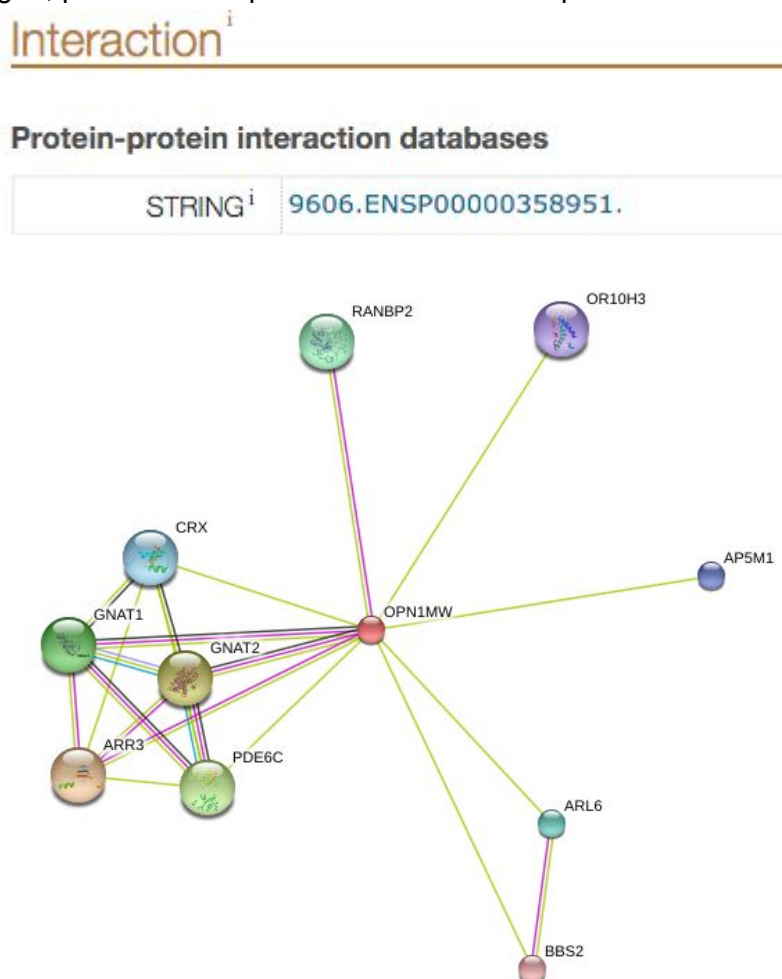 Interaction i
Protein-protein interaction databases
STRING i 9606.ENSP00000358951.
RANBP2
OR10H3
CRX
AP5M1
GNAT1
OPN1MW
GNAT2
ARR3
PDE6C
ARL6
BBS2